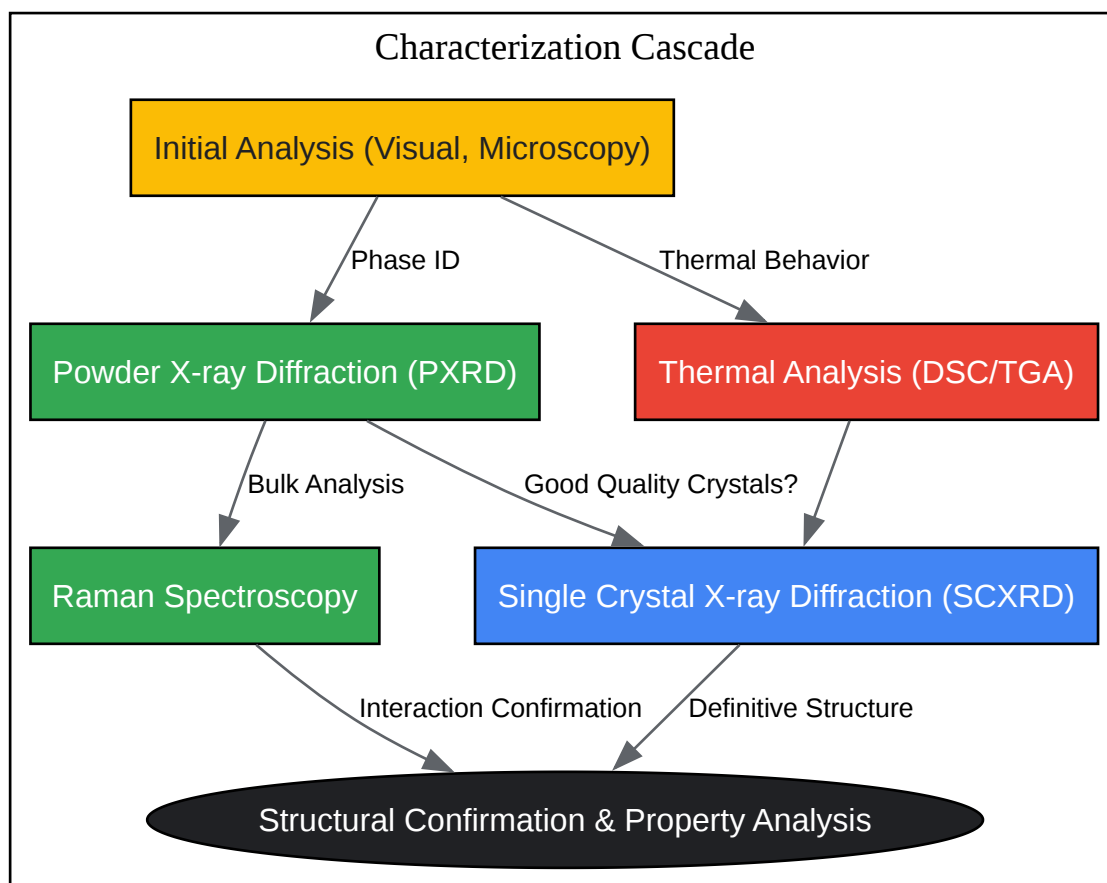 Characterization Cascade
Initial Analysis (Visual, Microscopy)
Phase ID
Thermal Behavior
Powder X-ray Diffraction (PXRD)
Thermal Analysis (DSC/TGA)
Bulk Analysis
Good Quality Crystals?
Raman Spectroscopy
Single Crystal X-ray Diffraction (SCXRD)
Interaction Confirmation
Definitive Structure
Structural Confirmation & Property Analysis